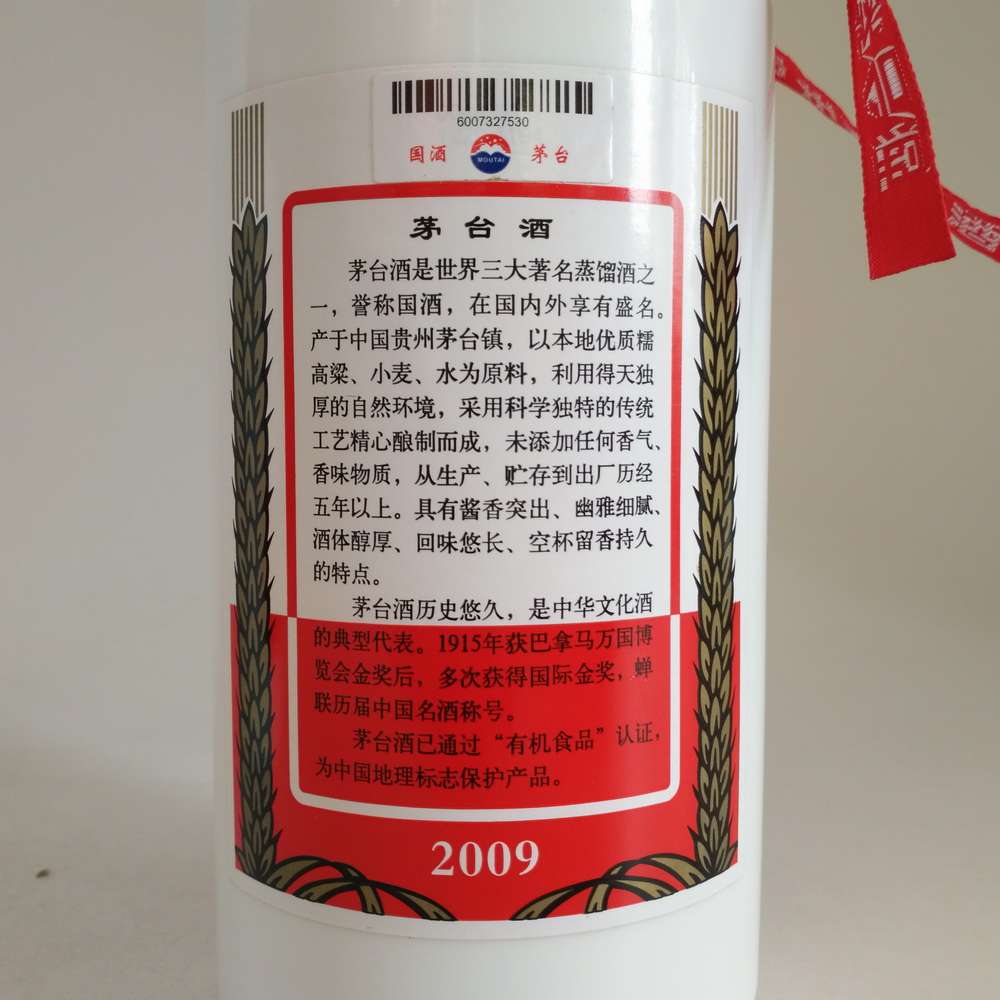 6007327530
国酒 MOUTAI 茅台
茅台酒
茅台酒是世界三大著名蒸馏酒之
一，誉称国酒，在国内外享有盛名。
产于中国贵州茅台镇，以本地优质糯
高粱、小麦、水为原料，利用得天独
厚的自然环境，采用科学独特的传统
工艺精心酿制而成，未添加任何香气、
香味物质，从生产、贮存到出厂历经
五年以上。具有酱香突出、幽雅细腻、
酒体醇厚、回味悠长、空杯留香持久
的特点。
茅台酒历史悠久，是中华文化酒
的典型代表。1915年获巴拿马万国博
览会金奖后，多次获得国际金奖，蝉
联历届中国名酒称号。
茅台酒已通过“有机食品”认证，
为中国地理标志保护产品。
2009